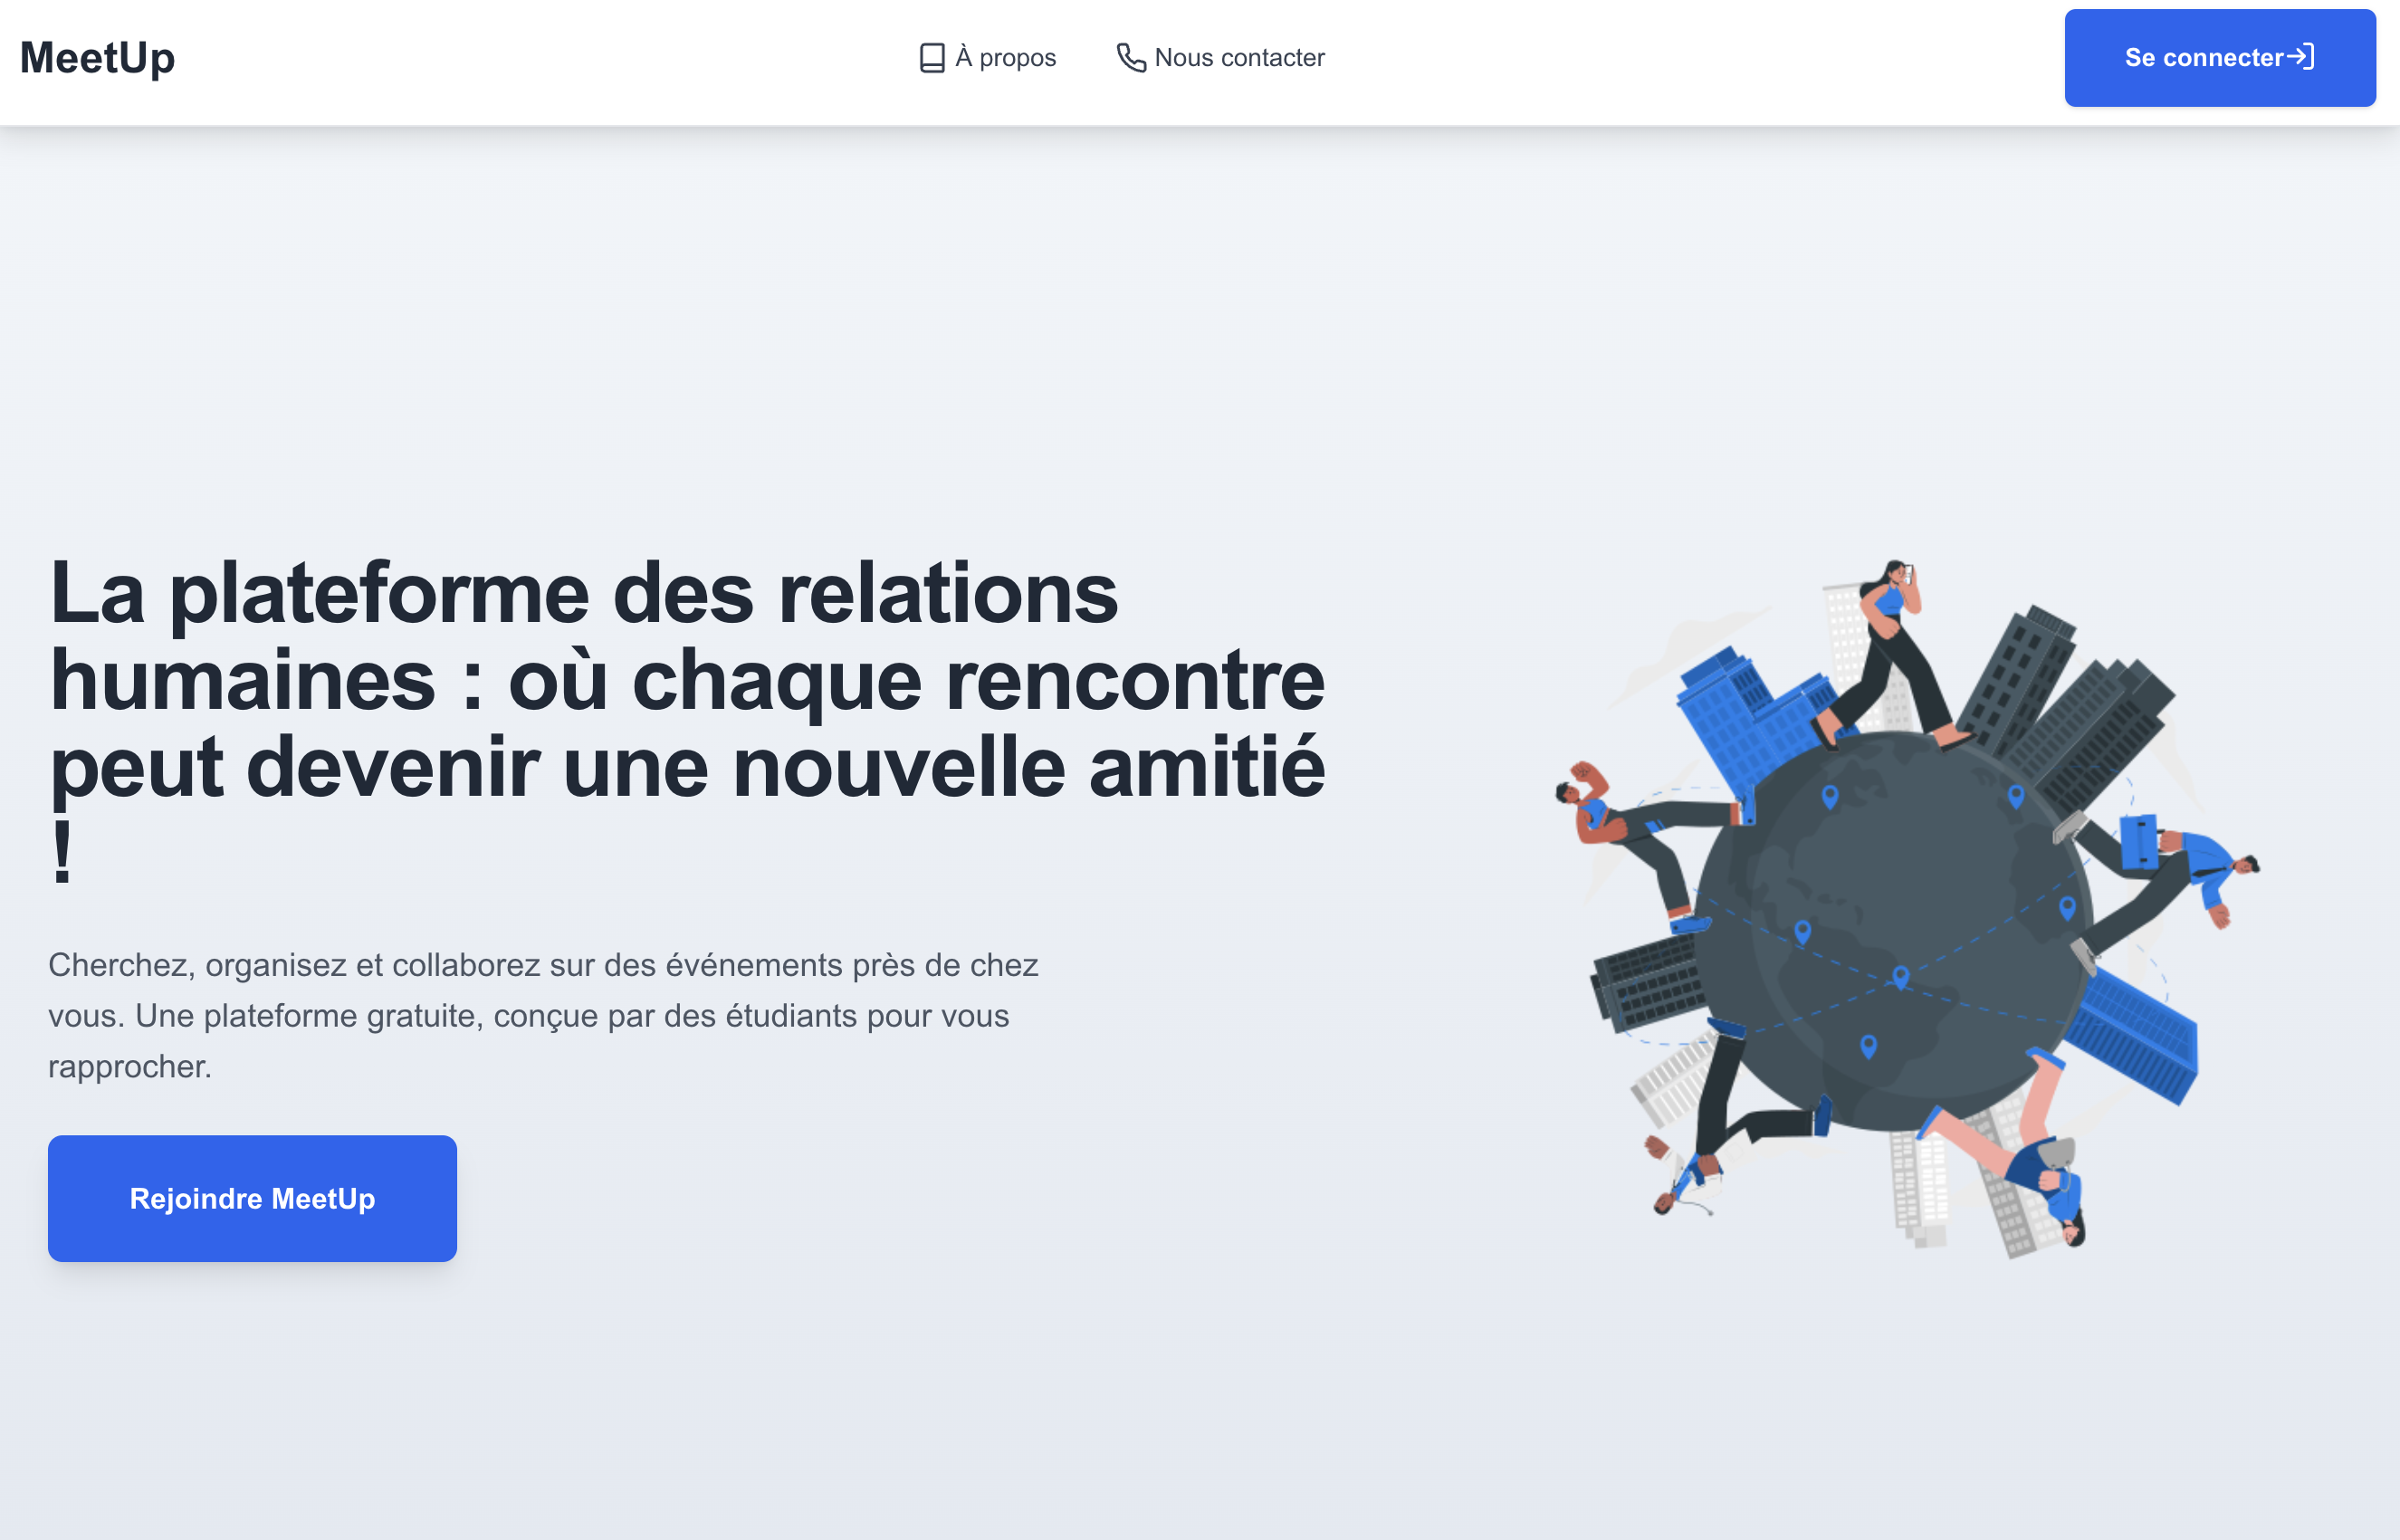 MeetUp
À propos
Nous contacter
Se connecter
La plateforme des relations
humaines : où chaque rencontre
peut devenir une nouvelle amitié
!
Cherchez, organisez et collaborez sur des événements près de chez
vous. Une plateforme gratuite, conçue par des étudiants pour vous
rapprocher.
Rejoindre MeetUp